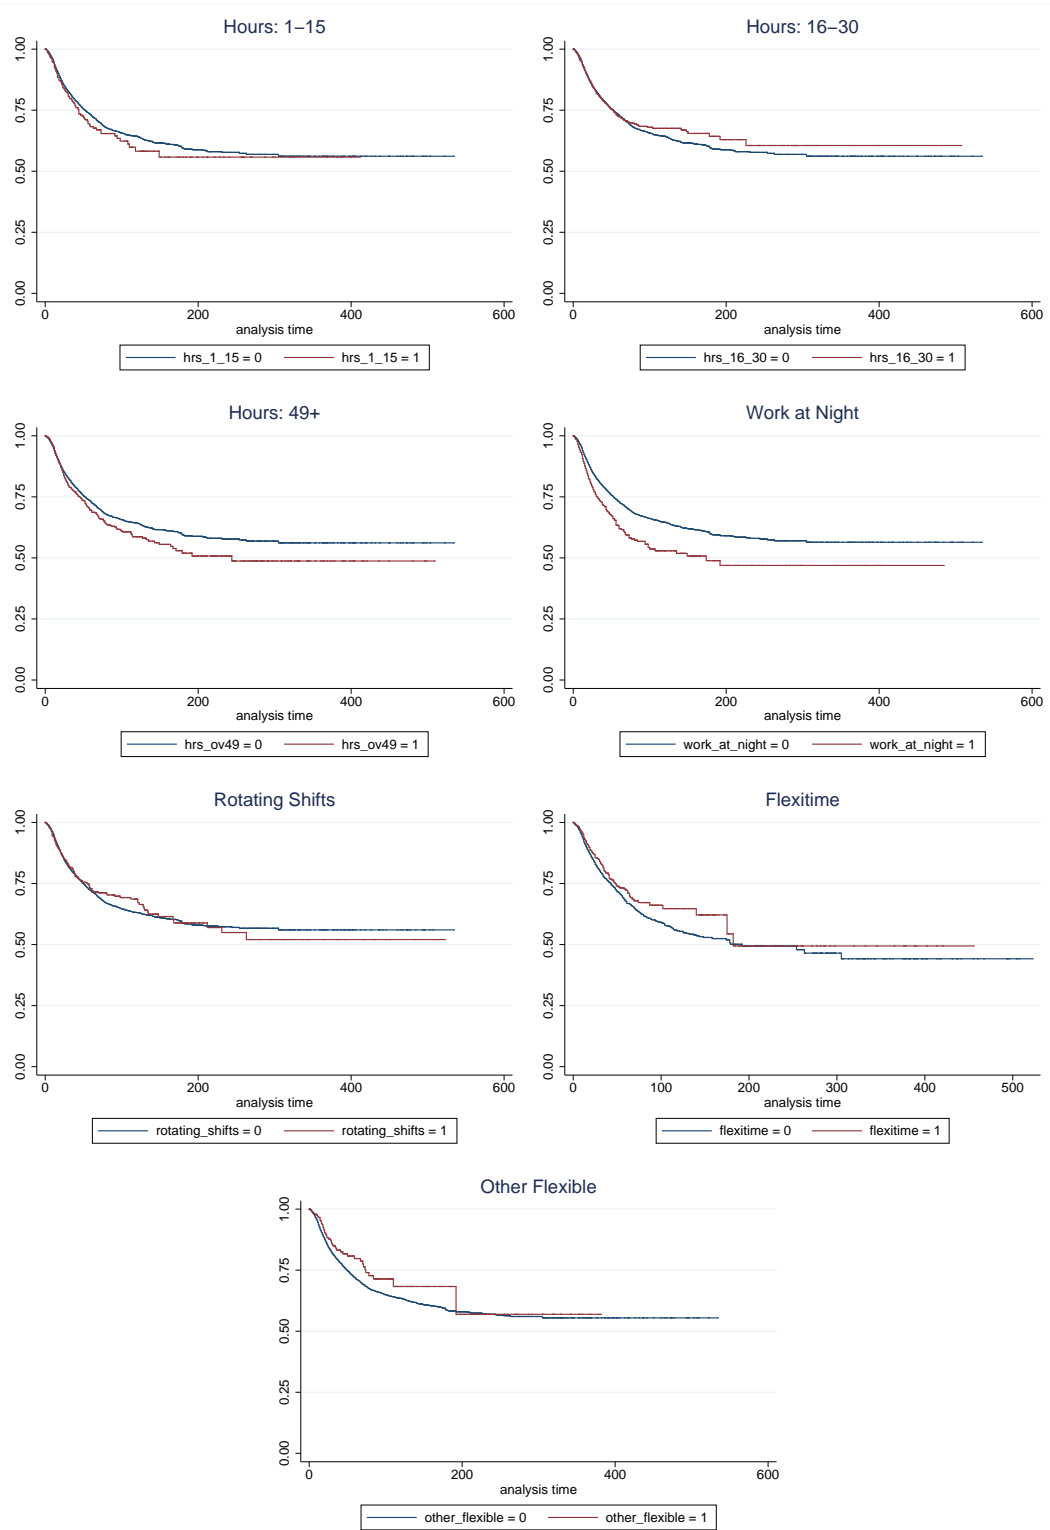 Hours: 1–15
1.00
0.75
0.50
0.25
0.00
0 200 400 600
analysis time
hrs_1_15 = 0 hrs_1_15 = 1
Hours: 16–30
1.00
0.75
0.50
0.25
0.00
0 200 400 600
analysis time
hrs_16_30 = 0 hrs_16_30 = 1
Hours: 49+
1.00
0.75
0.50
0.25
0.00
0 200 400 600
analysis time
hrs_ov49 = 0 hrs_ov49 = 1
Work at Night
1.00
0.75
0.50
0.25
0.00
0 200 400 600
analysis time
work_at_night = 0 work_at_night = 1
Rotating Shifts
1.00
0.75
0.50
0.25
0.00
0 200 400 600
analysis time
rotating_shifts = 0 rotating_shifts = 1
Flexitime
1.00
0.75
0.50
0.25
0.00
0 100 200 300 400 500
analysis time
flexitime = 0 flexitime = 1
Other Flexible
1.00
0.75
0.50
0.25
0.00
0 200 400 600
analysis time
other_flexible = 0 other_flexible = 1